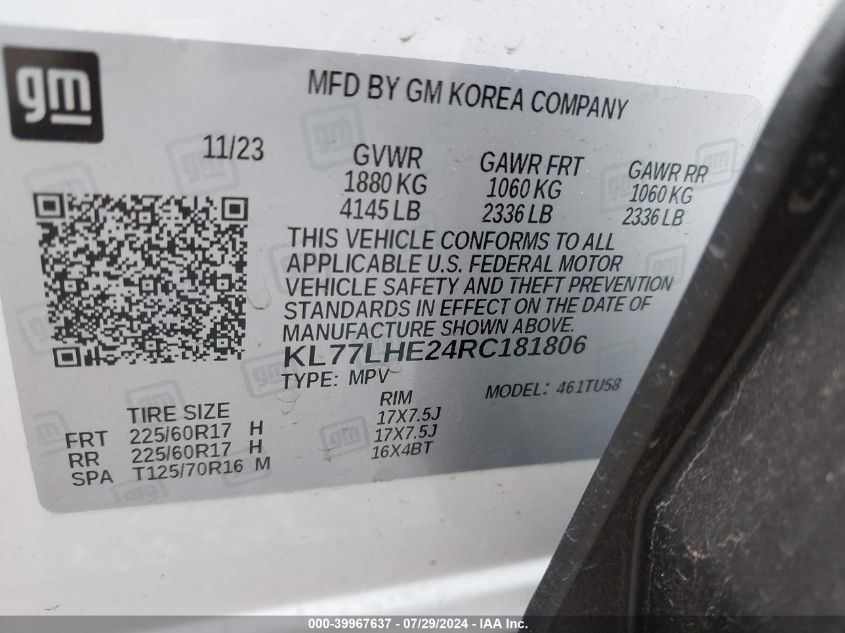 gm
MFD BY GM KOREA COMPANY
11/23
GVWR GAWR FRT GAWR RR
1880 KG 1060 KG 1060 KG
4145 LB 2336 LB 2336 LB
THIS VEHICLE CONFORMS TO ALL
APPLICABLE U.S. FEDERAL MOTOR
VEHICLE SAFETY AND THEFT PREVENTION
STANDARDS IN EFFECT ON THE DATE OF
MANUFACTURE SHOWN ABOVE.
KL77LHE24RC181806
TYPE: MPV MODEL: 461TU58
TIRE SIZE RIM
FRT 225/60R17 H 17X7.5J
RR 225/60R17 H 17X7.5J
SPA T125/70R16 M 16X4BT
000-39967637 - 07/29/2024 - IAA Inc.